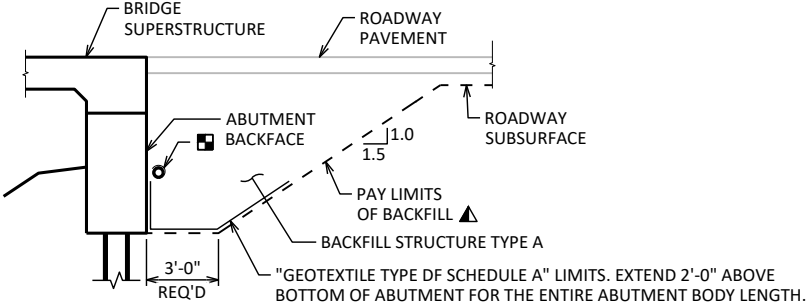 BRIDGE
SUPERSTRUCTURE
ROADWAY
PAVEMENT
ABUTMENT
BACKFACE
ROADWAY
SUBSURFACE
1.0
1.5
PAY LIMITS
OF BACKFILL
BACKFILL STRUCTURE TYPE A
3'-0"
REQ'D
"GEOTEXTILE TYPE DF SCHEDULE A" LIMITS. EXTEND 2'-0" ABOVE
BOTTOM OF ABUTMENT FOR THE ENTIRE ABUTMENT BODY LENGTH.